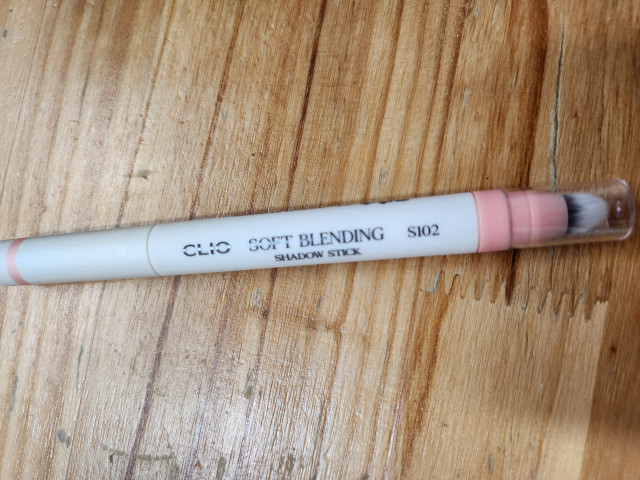 CLIO SOFT BLENDING S102
SHADOW STICK